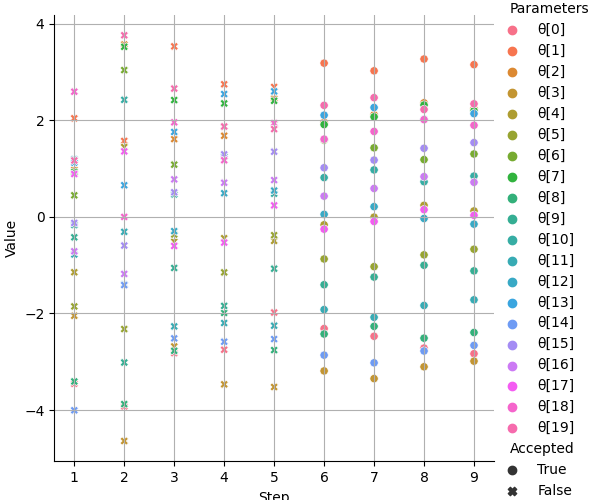 Parameters
θ[0]
θ[1]
θ[2]
θ[3]
θ[4]
θ[5]
θ[6]
θ[7]
θ[8]
θ[9]
θ[10]
θ[11]
θ[12]
θ[13]
θ[14]
θ[15]
θ[16]
θ[17]
θ[18]
θ[19]
Accepted
True
False
Value
4
2
0
−2
−4
1 2 3 4 5 6 7 8 9
Step